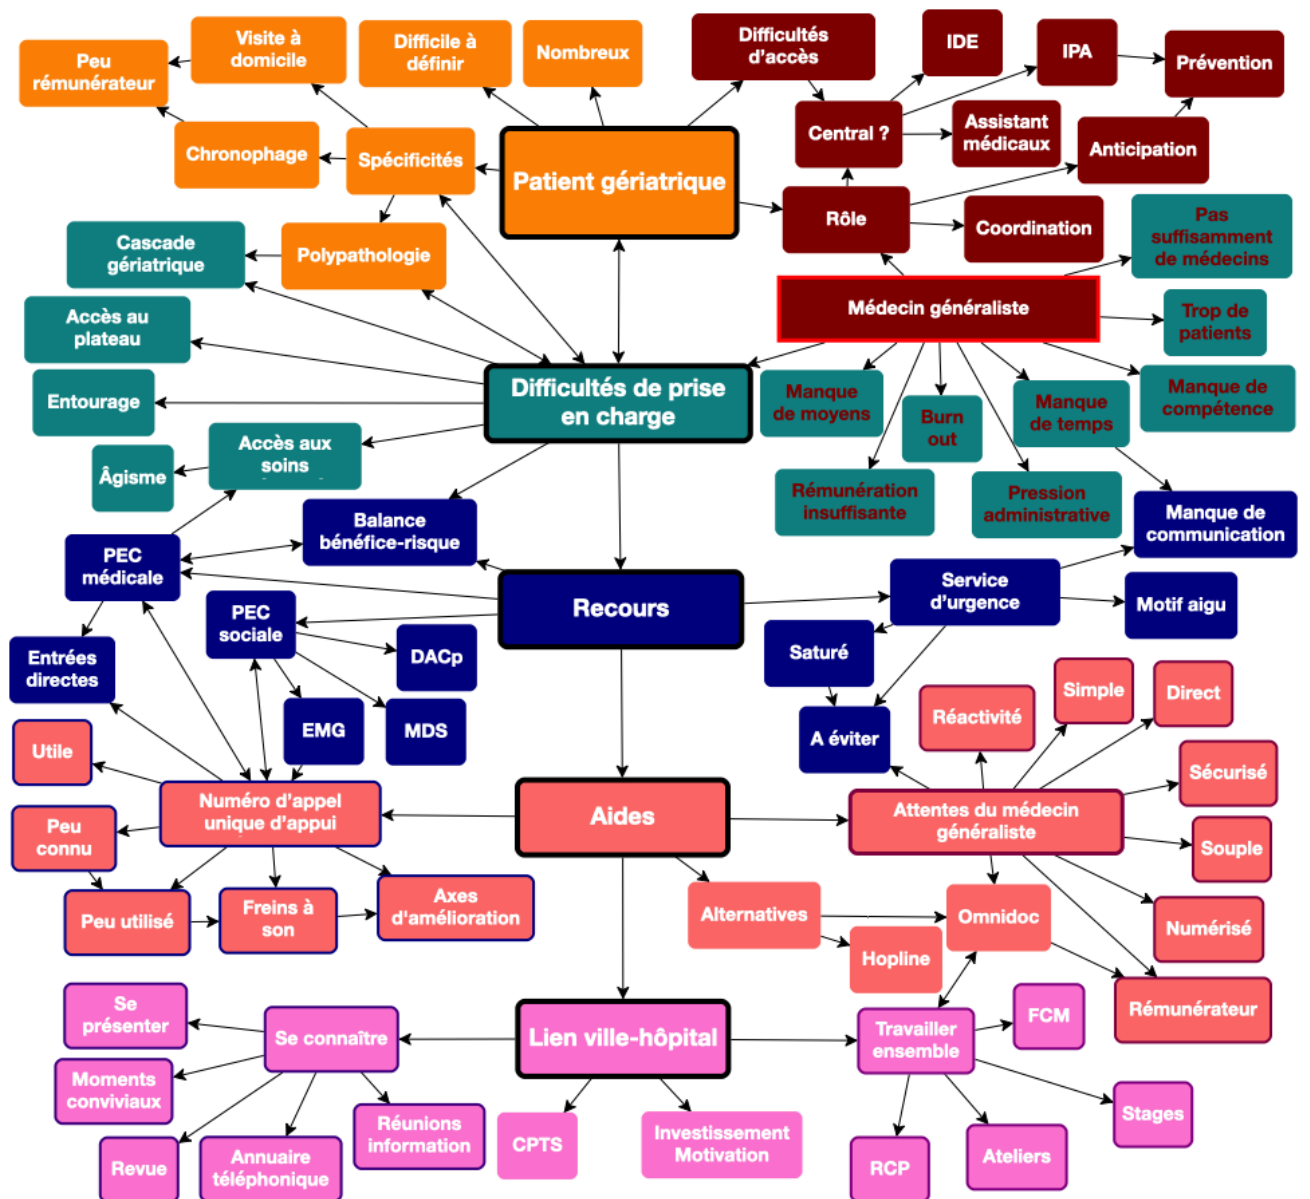 Peu
rémunérateur
Visite à
domicile
Difficile à
définir
Nombreux
Difficultés
d'accès
IDE
IPA
Prévention
Chronophage
Spécificités
Patient gériatrique
Central ?
Assistant
médicaux
Anticipation
Rôle
Coordination
Pas
suffisamment
de médecins
Cascade
gériatrique
Polypathologie
Médecin généraliste
Accès au
plateau
Trop de
patients
Entourage
Difficultés de prise
en charge
Manque
de moyens
Burn
out
Manque
de temps
Manque de
compétence
Âgisme
Accès aux
soins
Rémunération
insuffisante
Pression
administrative
Balance
bénéfice-risque
Manque de
communication
PEC
médicale
PEC
sociale
Recours
Service
d'urgence
Motif aigu
Entrées
directes
DACp
Saturé
EMG
MDS
A éviter
Réactivité
Simple
Direct
Utile
Numéro d'appel
unique d'appui
Aides
Attentes du médecin
généraliste
Sécurisé
Peu
connu
Souple
Peu utilisé
Freins à
son
Axes
d'amélioration
Alternatives
Omnidoc
Numérisé
Hopline
Rémunérateur
Se
présenter
Se connaître
Lien ville-hôpital
Travailler
ensemble
FCM
Moments
conviviaux
Stages
Revue
Annuaire
téléphonique
Réunions
information
CPTS
Investissement
Motivation
RCP
Ateliers